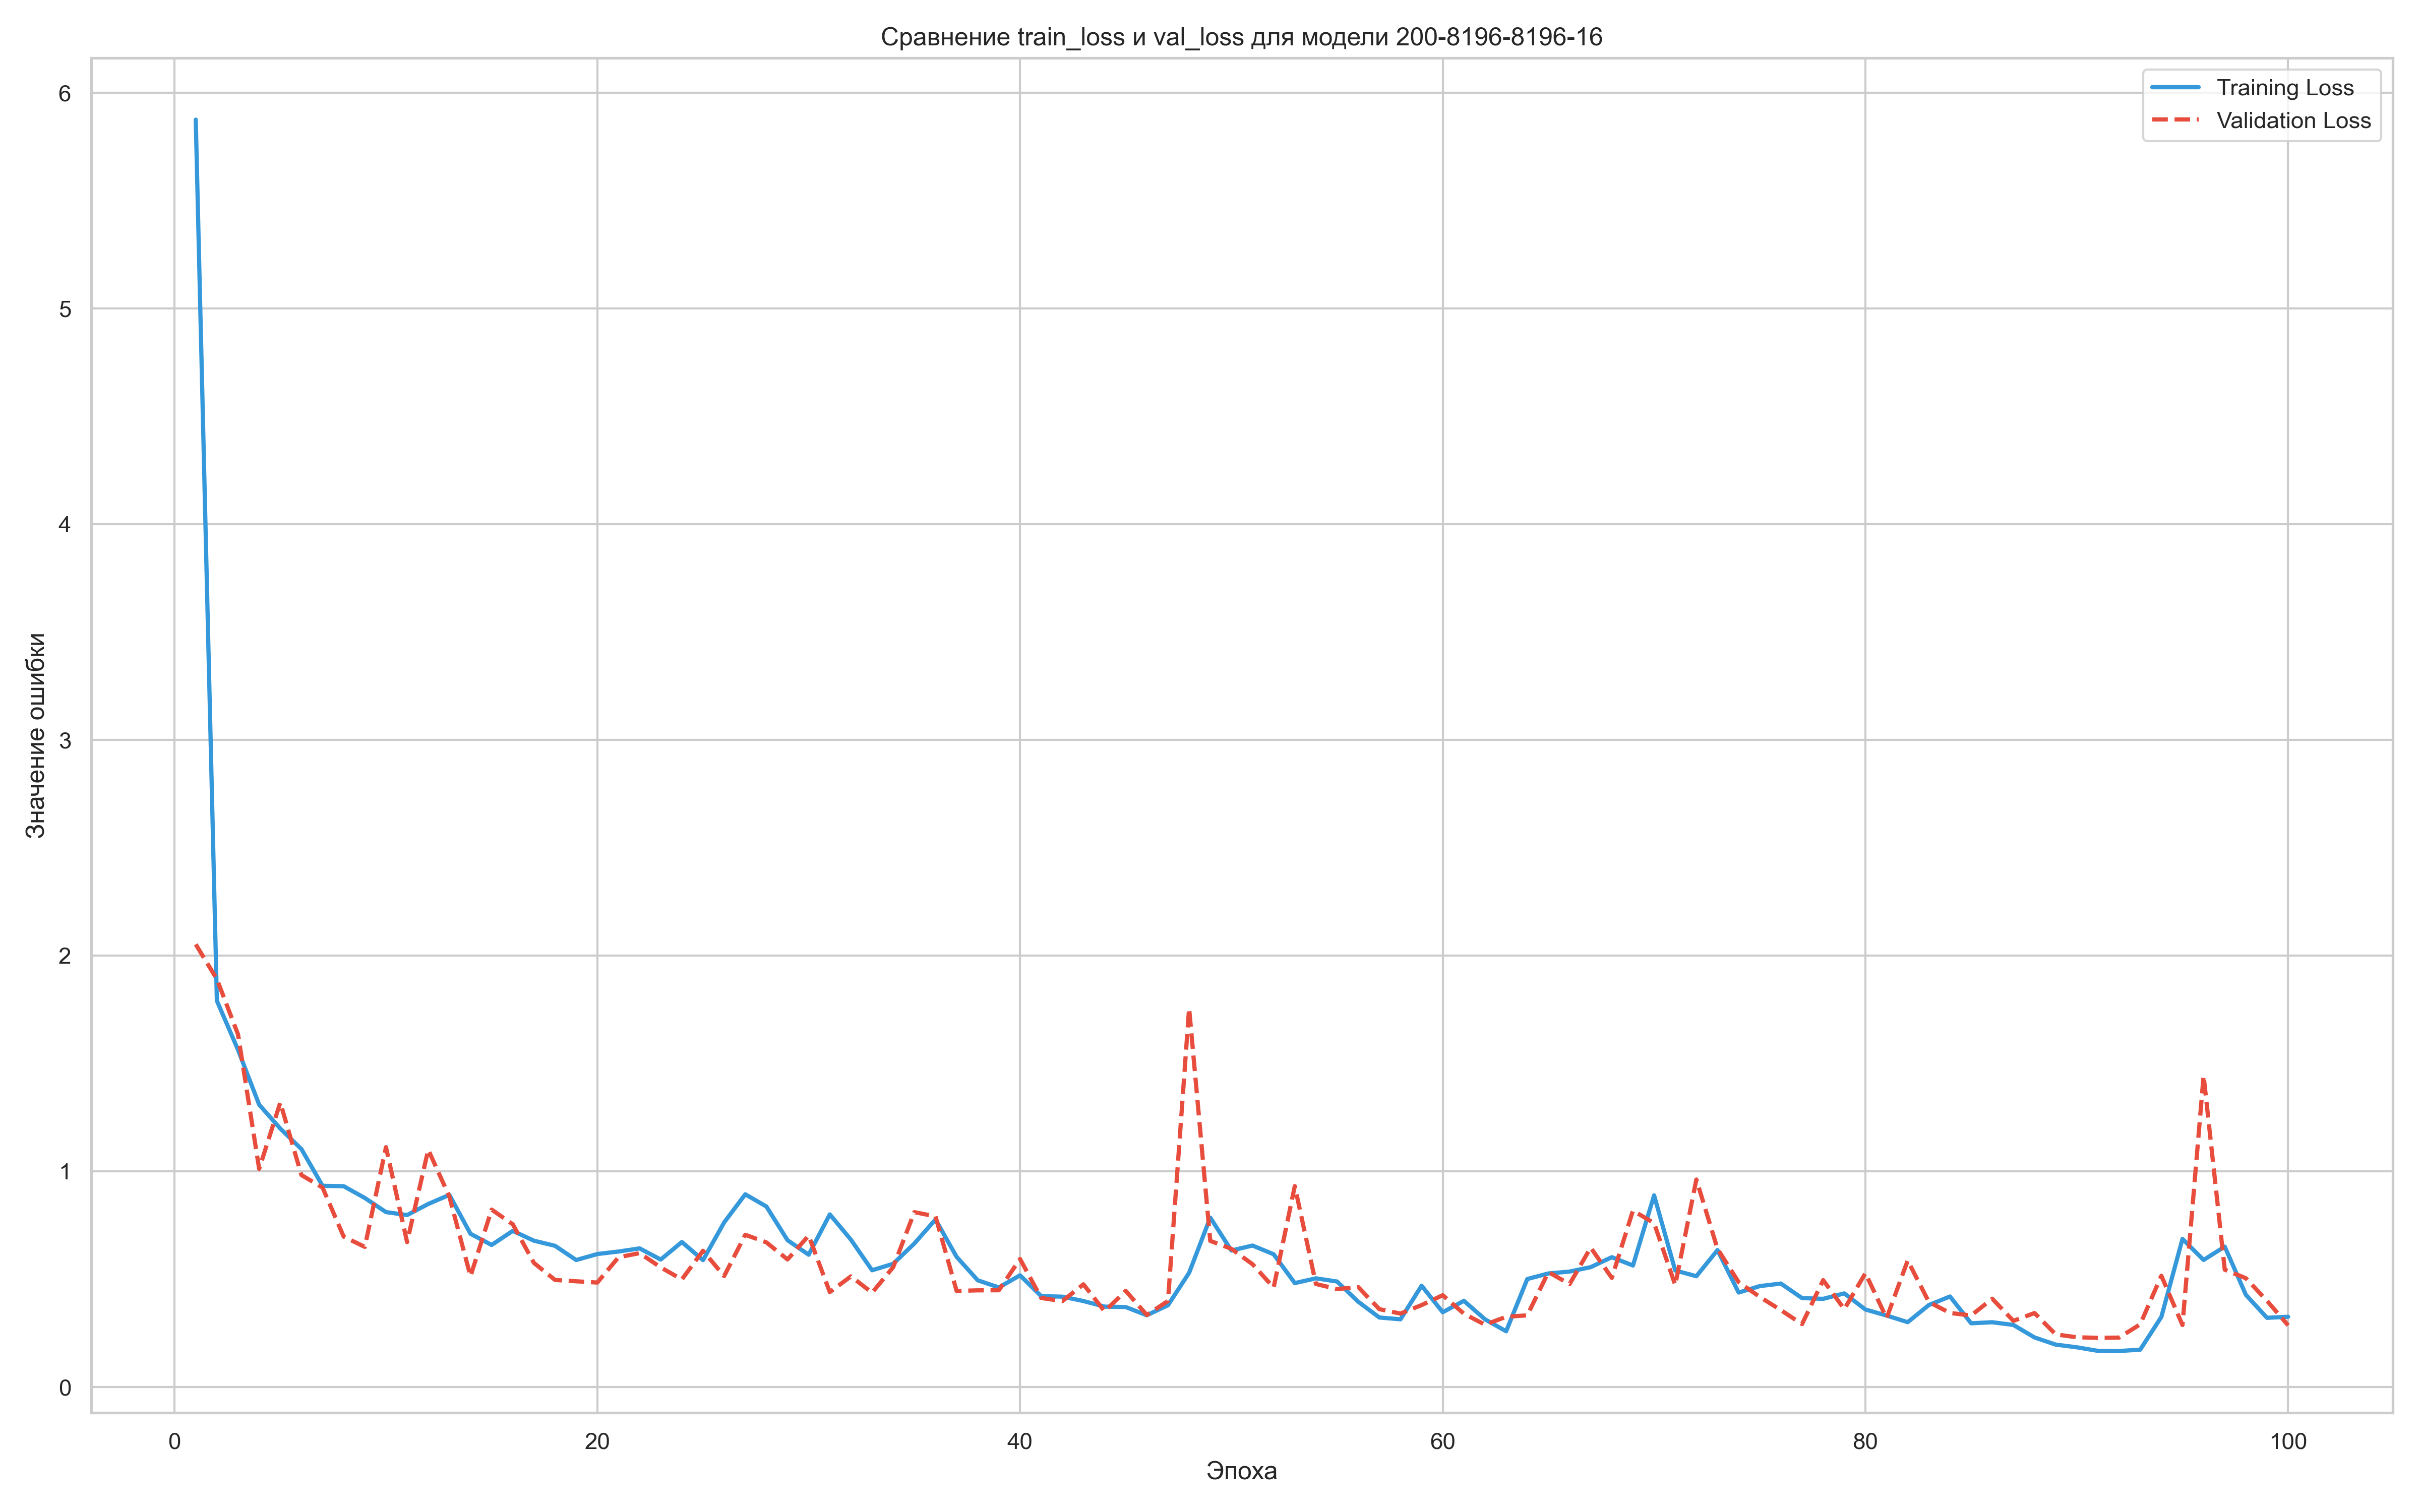 Сравнение train_loss и val_loss для модели 200-8196-8196-16
Training Loss
Validation Loss
6
5
4
3
2
1
0
Значение ошибки
0 20 40 60 80 100
Эпоха